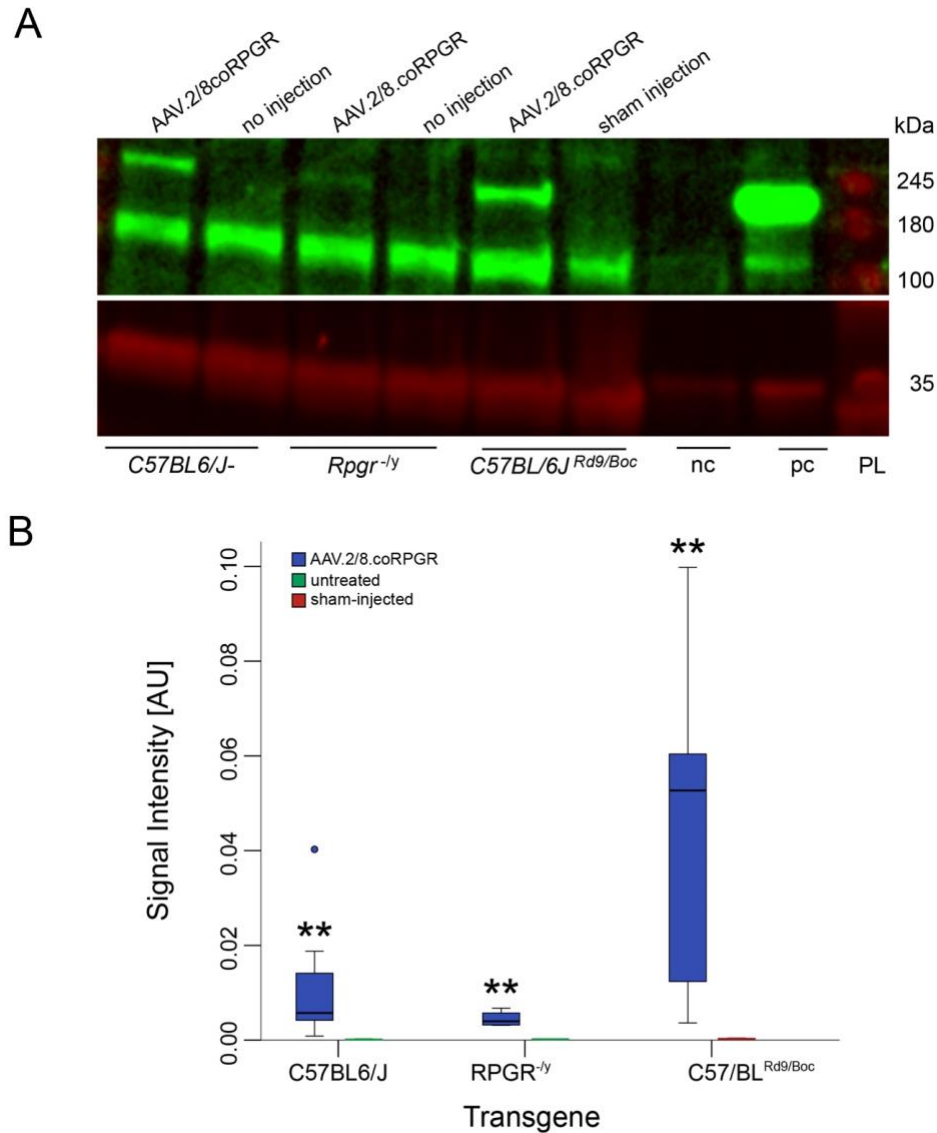 A
AAV.2/8coRPGR
no injection
AAV.2/8.coRPGR
no injection
AAV.2/8.coRPGR
sham injection
kDa
245
180
100
35
C57BL6/J-
Rpgr-/y
C57BL/6J Rd9/Boc
nc
pc
PL
B
AAV.2/8.coRPGR
untreated
sham-injected
**
**
**
Signal Intensity [AU]
0.10
0.08
0.06
0.04
0.02
0.00
C57BL6/J
RPGR-/y
C57/BLRd9/Boc
Transgene